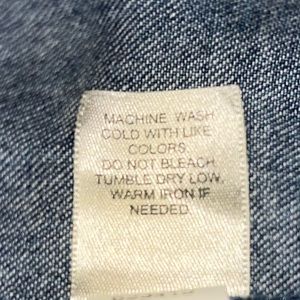 MACHINE WASH
COLD WITH LIKE
COLORS
DO NOT BLEACH
TUMBLE DRY LOW,
WARM IRON IF
NEEDED.